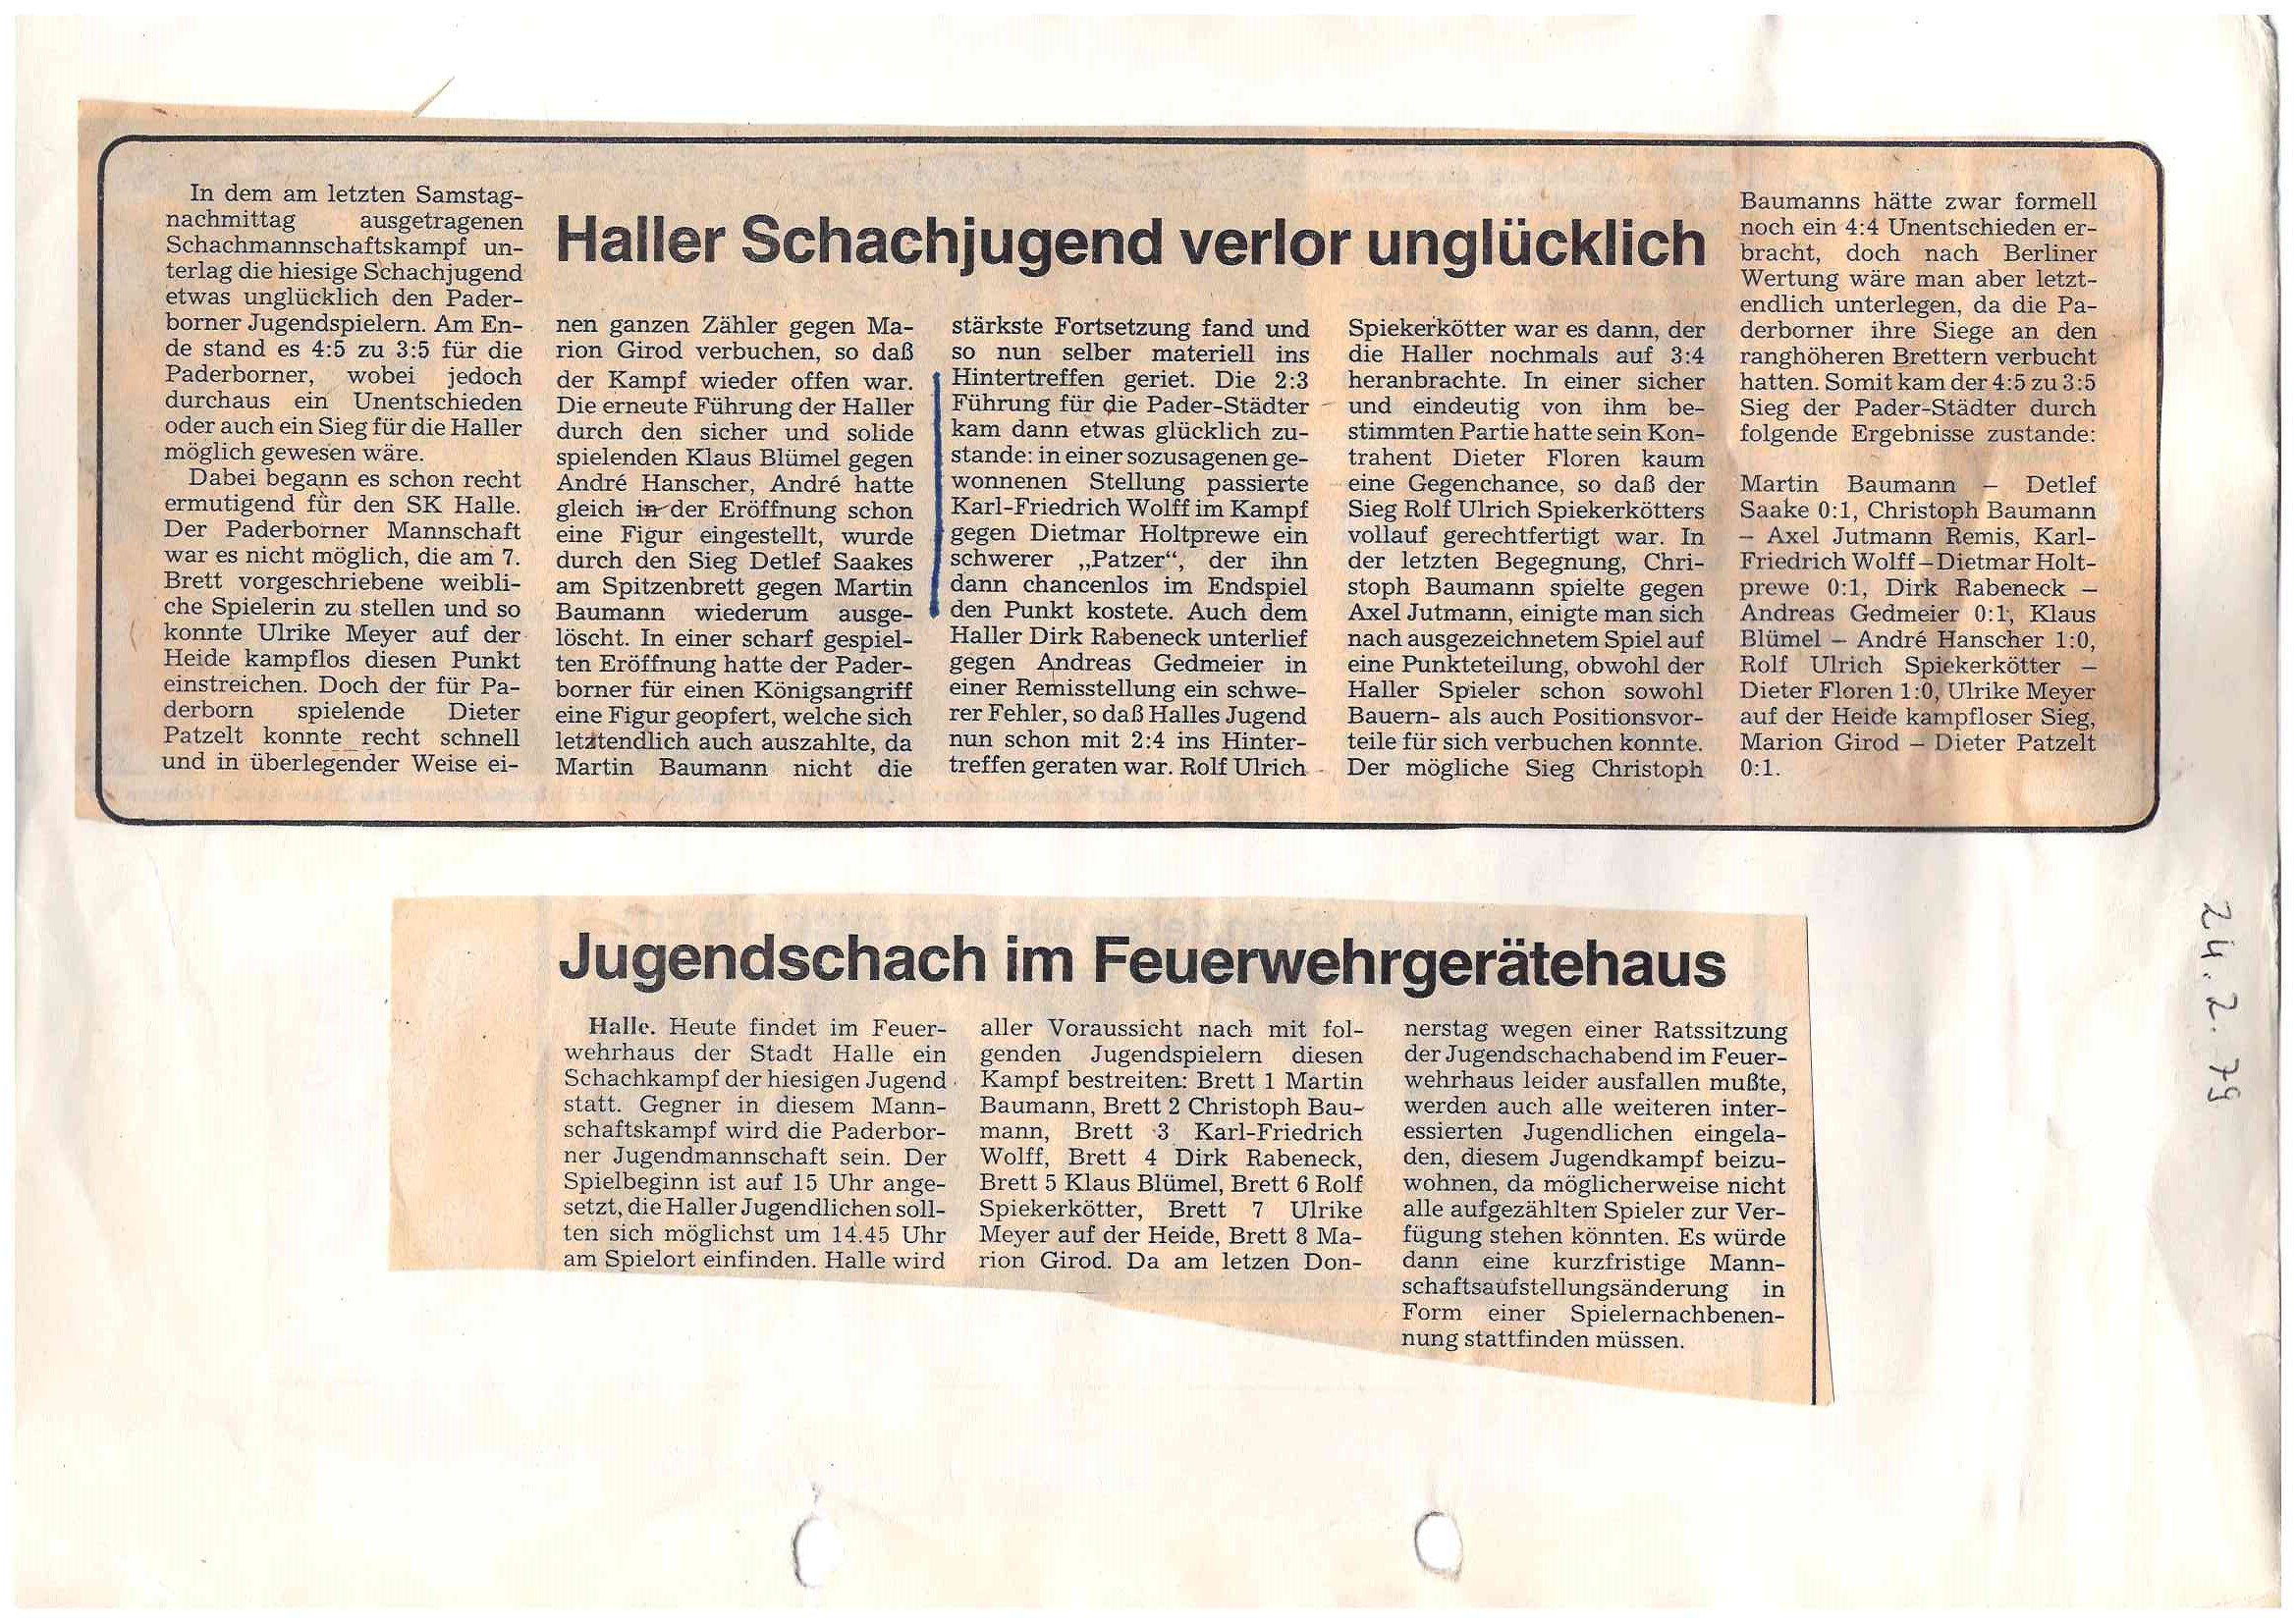 Haller Schachjugend verlor unglücklich
In dem am letzten Samstag-
nachmittag ausgetragenen
Schachmannschaftskampf un-
terlag die hiesige Schachjugend
etwas unglücklich den Pader-
borner Jugendspielern. Am En-
de stand es 4:5 zu 3:5 für die
Paderborner, wobei jedoch
durchaus ein Unentschieden
oder auch ein Sieg für die Haller
möglich gewesen wäre.
Dabei begann es schon recht
ermutigend für den SK Halle.
Der Paderborner Mannschaft
war es nicht möglich, die am 7.
Brett vorgeschriebene weibli-
che Spielerin zu stellen und so
konnte Ulrike Meyer auf der
Heide kampflos diesen Punkt
einstreichen. Doch der für Pa-
derborn spielende Dieter
Patzelt konnte recht schnell
und in überlegender Weise ei-
nen ganzen Zähler gegen Ma-
rion Girod verbuchen, so daß
der Kampf wieder offen war.
Die erneute Führung der Haller
durch den sicher und solide
spielenden Klaus Blümel gegen
André Hanscher, André hatte
gleich in der Eröffnung schon
eine Figur eingestellt, wurde
durch den Sieg Detlef Saakes
am Spitzenbrett gegen Martin
Baumann wiederum ausge-
löscht. In einer scharf gespiel-
ten Eröffnung hatte der Pader-
borner für einen Königsangriff
eine Figur geopfert, welche sich
letztendlich auch auszahlte, da
Martin Baumann nicht die
stärkste Fortsetzung fand und
so nun selber materiell ins
Hintertreffen geriet. Die 2:3
Führung für die Pader-Städter
kam dann etwas glücklich zu-
stande: in einer sozusagenen ge-
wonnenen Stellung passierte
Karl-Friedrich Wolff im Kampf
gegen Dietmar Holtprewe ein
schwerer „Patzer“, der ihn
dann chancenlos im Endspiel
den Punkt kostete. Auch dem
Haller Dirk Rabeneck unterlief
gegen Andreas Gedmeier in
einer Remisstellung ein schwe-
rer Fehler, so daß Halles Jugend
nun schon mit 2:4 ins Hinter-
treffen geraten war. Rolf Ulrich
Spiekerkötter war es dann, der
die Haller nochmals auf 3:4
heranbrachte. In einer sicher
und eindeutig von ihm be-
stimmten Partie hatte sein Kon-
trahent Dieter Floren kaum
eine Gegenchance, so daß der
Sieg Rolf Ulrich Spiekerkötters
vollauf gerechtfertigt war. In
der letzten Begegnung, Chri-
stoph Baumann spielte gegen
Axel Jutmann, einigte man sich
nach ausgezeichnetem Spiel auf
eine Punkteteilung, obwohl der
Haller Spieler schon sowohl
Bauern- als auch Positionsvor-
teile für sich verbuchen konnte.
Der mögliche Sieg Christoph
Baumanns hätte zwar formell
noch ein 4:4 Unentschieden er-
bracht, doch nach Berliner
Wertung wäre man aber letzt-
endlich unterlegen, da die Pa-
derborner ihre Siege an den
ranghöheren Brettern verbucht
hatten. Somit kam der 4:5 zu 3:5
Sieg der Pader-Städter durch
folgende Ergebnisse zustande:
Martin Baumann – Detlef
Saake 0:1, Christoph Baumann
– Axel Jutmann Remis, Karl-
Friedrich Wolff – Dietmar Holt-
prewe 0:1, Dirk Rabeneck –
Andreas Gedmeier 0:1, Klaus
Blümel – André Hanscher 1:0,
Rolf Ulrich Spiekerkötter –
Dieter Floren 1:0, Ulrike Meyer
auf der Heide kampfloser Sieg,
Marion Girod – Dieter Patzelt
0:1.
Jugendschach im Feuerwehrgerätehaus
Halle. Heute findet im Feuer-
wehrhaus der Stadt Halle ein
Schachkampf der hiesigen Jugend
statt. Gegner in diesem Mann-
schaftskampf wird die Paderbor-
ner Jugendmannschaft sein. Der
Spielbeginn ist auf 15 Uhr ange-
setzt, die Haller Jugendlichen soll-
ten sich möglichst um 14.45 Uhr
am Spielort einfinden. Halle wird
aller Voraussicht nach mit fol-
genden Jugendspielern diesen
Kampf bestreiten: Brett 1 Martin
Baumann, Brett 2 Christoph Bau-
mann, Brett 3 Karl-Friedrich
Wolff, Brett 4 Dirk Rabeneck,
Brett 5 Klaus Blümel, Brett 6 Rolf
Spiekerkötter, Brett 7 Ulrike
Meyer auf der Heide, Brett 8 Ma-
rion Girod. Da am letzen Don-
nerstag wegen einer Ratssitzung
der Jugendschachabend im Feuer-
wehrhaus leider ausfallen mußte,
werden auch alle weiteren inter-
essierten Jugendlichen eingela-
den, diesem Jugendkampf beizu-
wohnen, da möglicherweise nicht
alle aufgezählten Spieler zur Ver-
fügung stehen könnten. Es würde
dann eine kurzfristige Mann-
schaftsaufstellungsänderung in
Form einer Spielernachbenen-
nung stattfinden müssen.
24.2.79